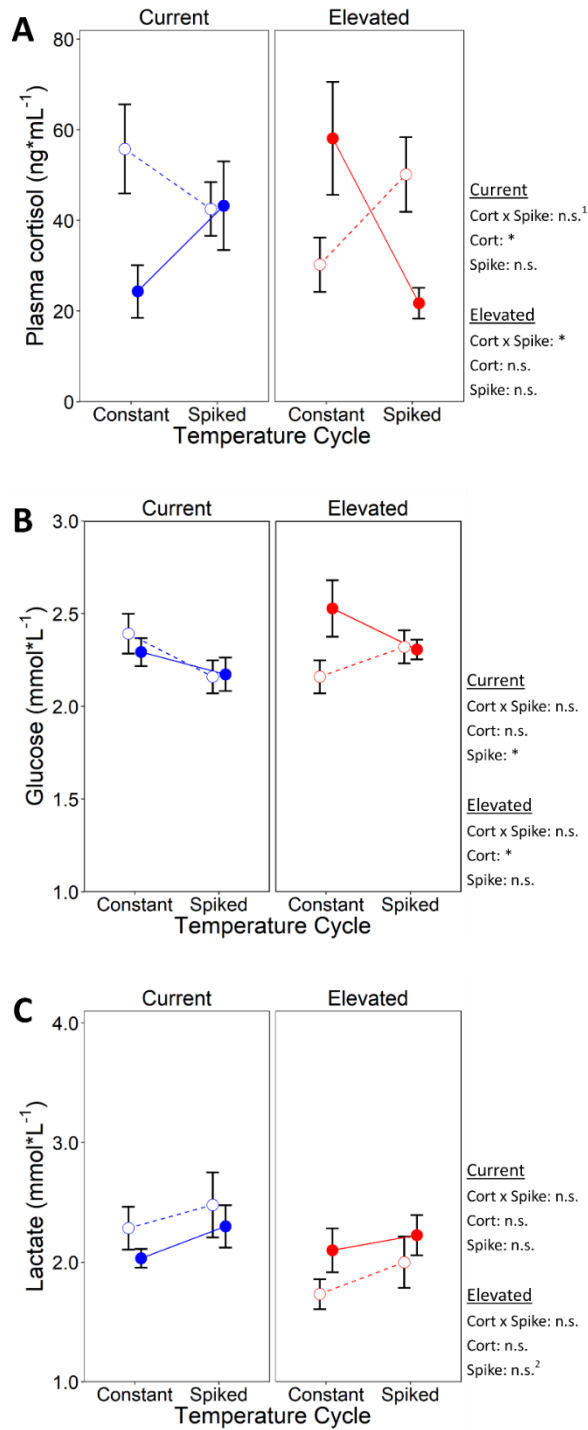 A
Current Elevated
Plasma cortisol (ng*mL⁻¹)
80
60
40
20
0
Constant Spiked Constant Spiked
Temperature Cycle
Current
Cort x Spike: n.s.¹
Cort: *
Spike: n.s.
Elevated
Cort x Spike: *
Cort: n.s.
Spike: n.s.
B
Current Elevated
Glucose (mmol*L⁻¹)
3.0
2.5
2.0
1.5
1.0
Constant Spiked Constant Spiked
Temperature Cycle
Current
Cort x Spike: n.s.
Cort: n.s.
Spike: *
Elevated
Cort x Spike: n.s.
Cort: *
Spike: n.s.
C
Current Elevated
Lactate (mmol*L⁻¹)
4.0
3.0
2.0
1.0
Constant Spiked Constant Spiked
Temperature Cycle
Current
Cort x Spike: n.s.
Cort: n.s.
Spike: n.s.
Elevated
Cort x Spike: n.s.
Cort: n.s.
Spike: n.s.²